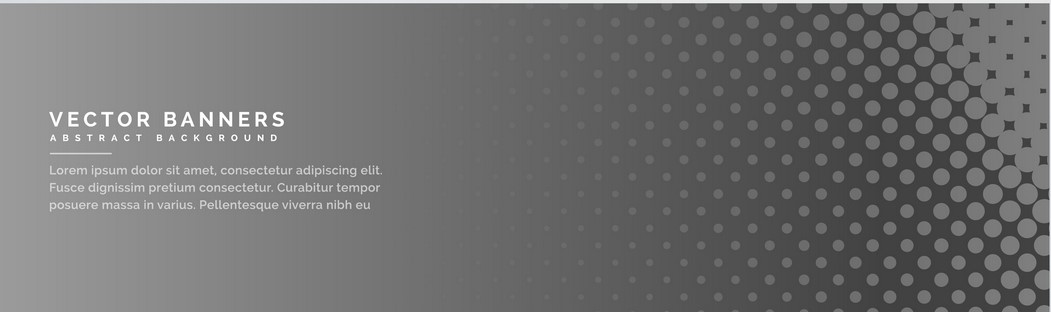 VECTOR BANNERS
ABSTRACT BACKGROUND
Lorem ipsum dolor sit amet, consectetur adipiscing elit.
Fusce dignissim pretium consectetur. Curabitur tempor
posuere massa in varius. Pellentesque viverra nibh eu